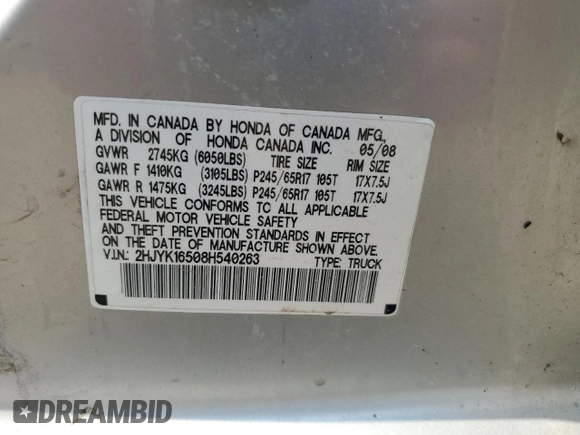 MFD. IN CANADA BY HONDA OF CANADA MFG.,
A DIVISION OF HONDA CANADA INC. 05/08
GVWR 2745KG (6050LBS) TIRE SIZE RIM SIZE
GAWR F 1410KG (3105LBS) P245/65R17 105T 17X7.5J
GAWR R 1475KG (3245LBS) P245/65R17 105T 17X7.5J
THIS VEHICLE CONFORMS TO ALL APPLICABLE
FEDERAL MOTOR VEHICLE SAFETY
AND THEFT PREVENTION STANDARDS IN EFFECT
ON THE DATE OF MANUFACTURE SHOWN ABOVE.
V.I.N.: 2HJYK16508H540263 TYPE: TRUCK
DREAMBID